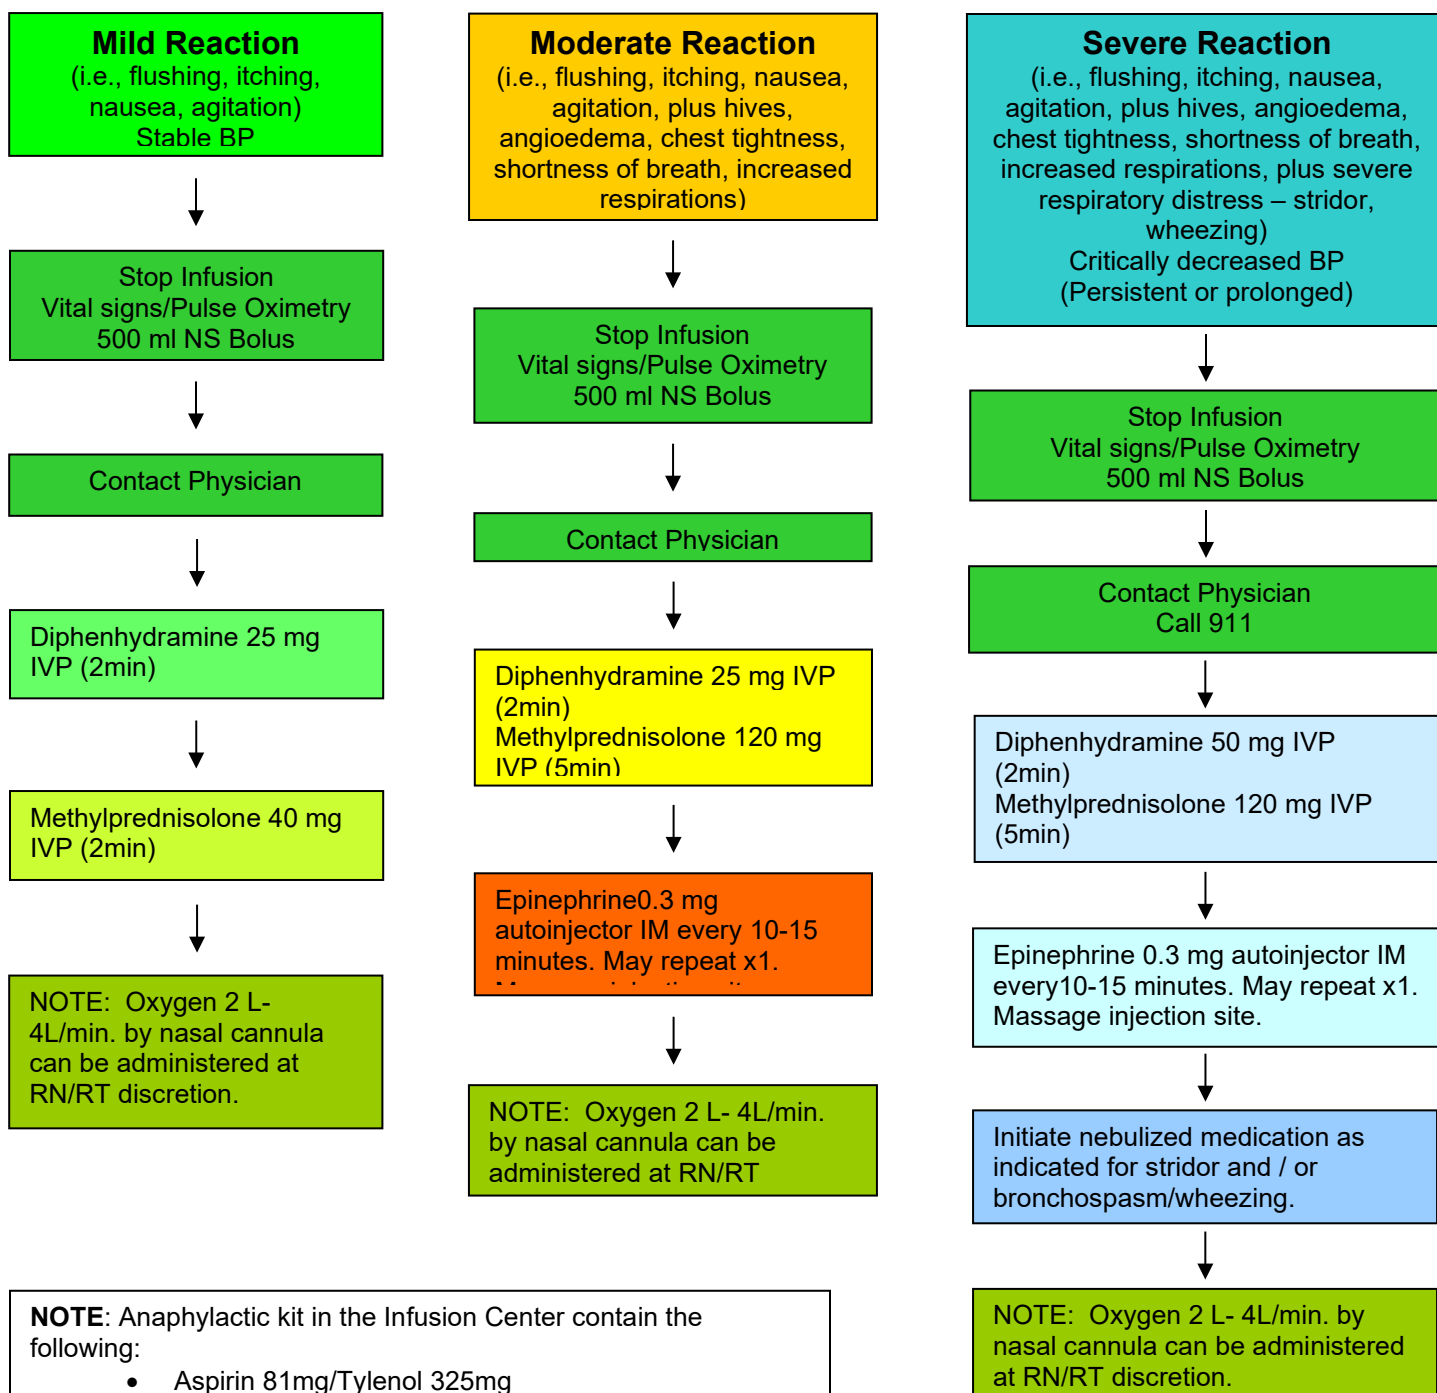 Mild Reaction
(i.e., flushing, itching,
nausea, agitation)
Stable BP
Stop Infusion
Vital signs/Pulse Oximetry
500 ml NS Bolus
Contact Physician
Diphenhydramine 25 mg
IVP (2min)
Methylprednisolone 40 mg
IVP (2min)
NOTE:  Oxygen 2 L-
4L/min. by nasal cannula
can be administered at
RN/RT discretion.
Moderate Reaction
(i.e., flushing, itching, nausea,
agitation, plus hives,
angioedema, chest tightness,
shortness of breath, increased
respirations)
Stop Infusion
Vital signs/Pulse Oximetry
500 ml NS Bolus
Contact Physician
Diphenhydramine 25 mg IVP
(2min)
Methylprednisolone 120 mg
IVP (5min)
Epinephrine0.3 mg
autoinjector IM every 10-15
minutes. May repeat x1.
NOTE:  Oxygen 2 L- 4L/min.
by nasal cannula can be
administered at RN/RT
Severe Reaction
(i.e., flushing, itching, nausea,
agitation, plus hives, angioedema,
chest tightness, shortness of breath,
increased respirations, plus severe
respiratory distress – stridor,
wheezing)
Critically decreased BP
(Persistent or prolonged)
Stop Infusion
Vital signs/Pulse Oximetry
500 ml NS Bolus
Contact Physician
Call 911
Diphenhydramine 50 mg IVP
(2min)
Methylprednisolone 120 mg IVP
(5min)
Epinephrine 0.3 mg autoinjector IM
every10-15 minutes. May repeat x1.
Massage injection site.
Initiate nebulized medication as
indicated for stridor and / or
bronchospasm/wheezing.
NOTE:  Oxygen 2 L- 4L/min. by
nasal cannula can be administered
at RN/RT discretion.
NOTE: Anaphylactic kit in the Infusion Center contain the
following:
• Aspirin 81mg/Tylenol 325mg